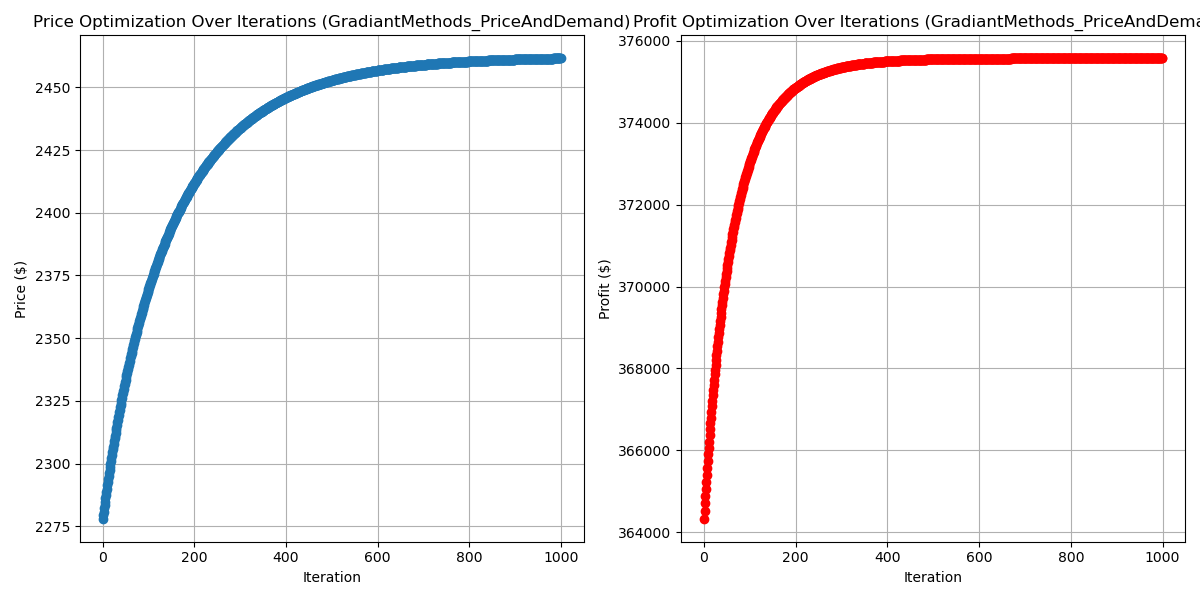 Price Optimization Over Iterations (GradiantMethods_PriceAndDemand)
Price ($)
2450
2425
2400
2375
2350
2325
2300
2275
0 200 400 600 800 1000
Iteration
Profit Optimization Over Iterations (GradiantMethods_PriceAndDema
Profit ($)
376000
374000
372000
370000
368000
366000
364000
0 200 400 600 800 1000
Iteration